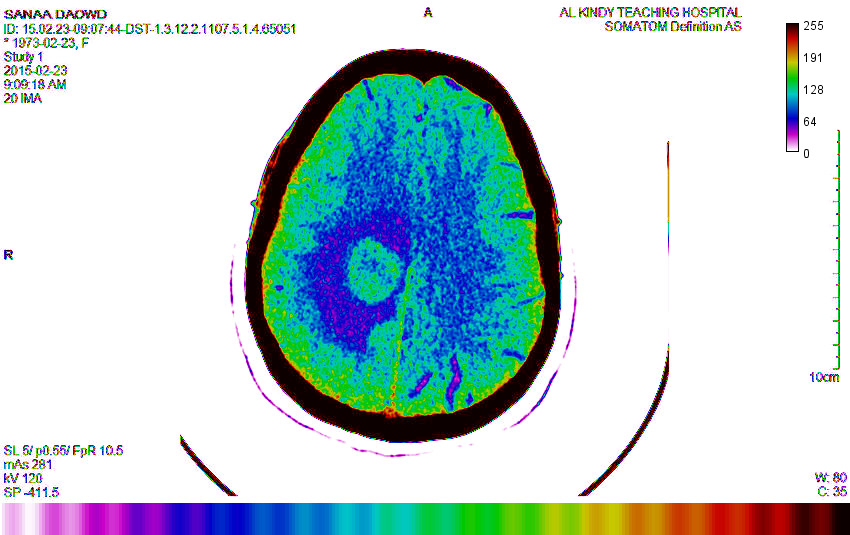 SANAA DAOWD
ID: 15.02.23-09:07:44-DST-1.3.12.2.1107.5.1.4.65051
* 1973-02-23, F
Study 1
2015-02-23
9:09:18 AM
20 IMA
A
AL KINDY TEACHING HOSPITAL
SOMATOM Definition AS
255
191
128
64
0
R
10cm
SL 5/ p0.55/ FpR 10.5
mAs 281
kV 120
SP -411.5
W: 80
C: 35